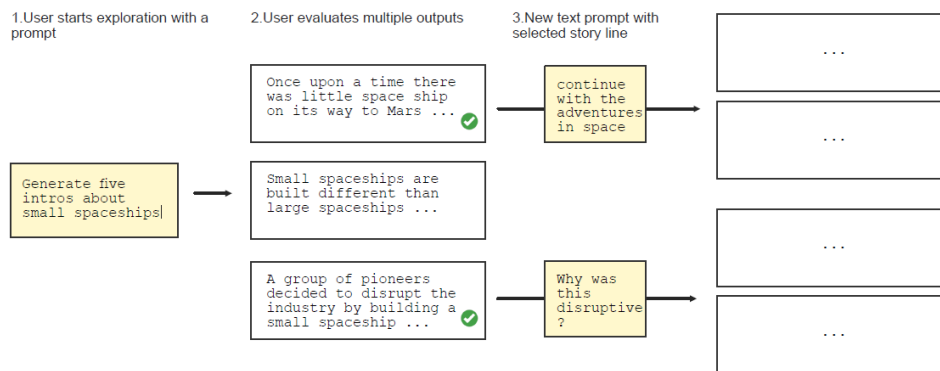 1.User starts exploration with a
prompt
2.User evaluates multiple outputs
3.New text prompt with
selected story line
Generate five
intros about
small spaceships
Once upon a time there
was little space ship
on its way to Mars ...
Small spaceships are
built different than
large spaceships ...
A group of pioneers
decided to disrupt the
industry by building a
small spaceship ...
continue
with the
adventures
in space
Why was
this
disruptive
?
...
...
...
...